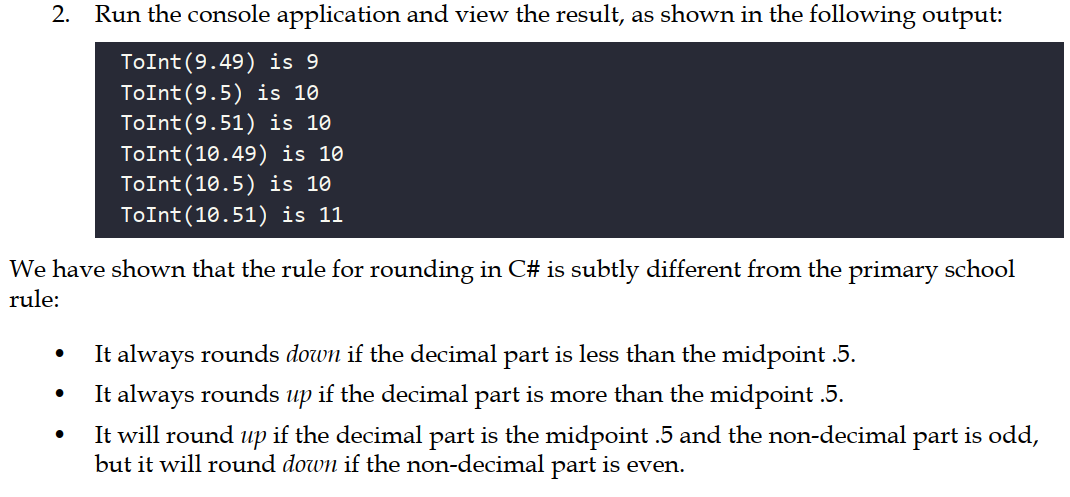 2. Run the console application and view the result, as shown in the following output:
ToInt(9.49) is 9
ToInt(9.5) is 10
ToInt(9.51) is 10
ToInt(10.49) is 10
ToInt(10.5) is 10
ToInt(10.51) is 11
We have shown that the rule for rounding in C# is subtly different from the primary school
rule:
• It always rounds down if the decimal part is less than the midpoint .5.
• It always rounds up if the decimal part is more than the midpoint .5.
• It will round up if the decimal part is the midpoint .5 and the non-decimal part is odd,
but it will round down if the non-decimal part is even.